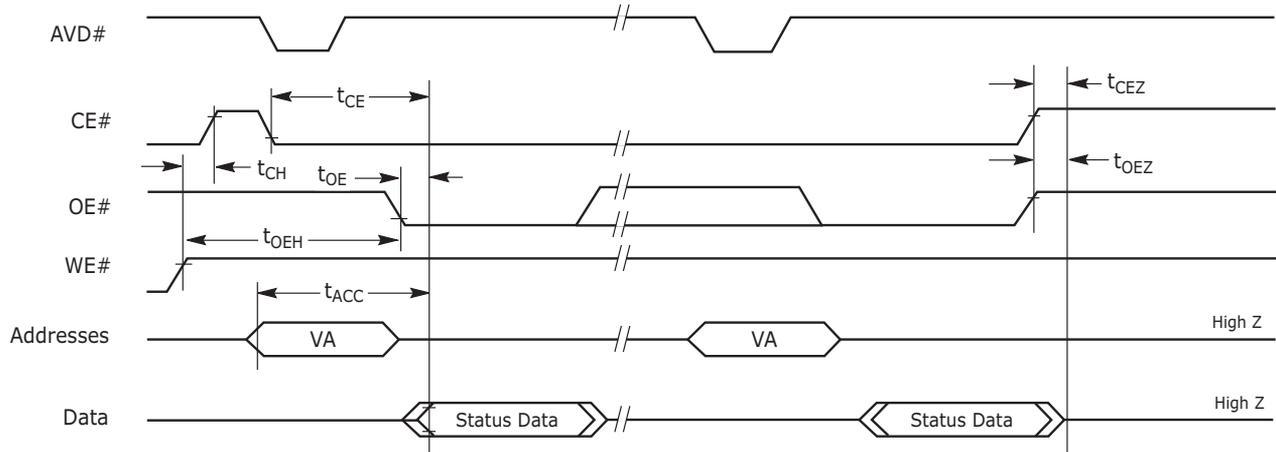 AVD#
tCEZ
tCE
CE#
tCH
tOE
tOEZ
OE#
tOEH
WE#
tACC
High Z
Addresses
VA
VA
High Z
Data
Status Data
Status Data